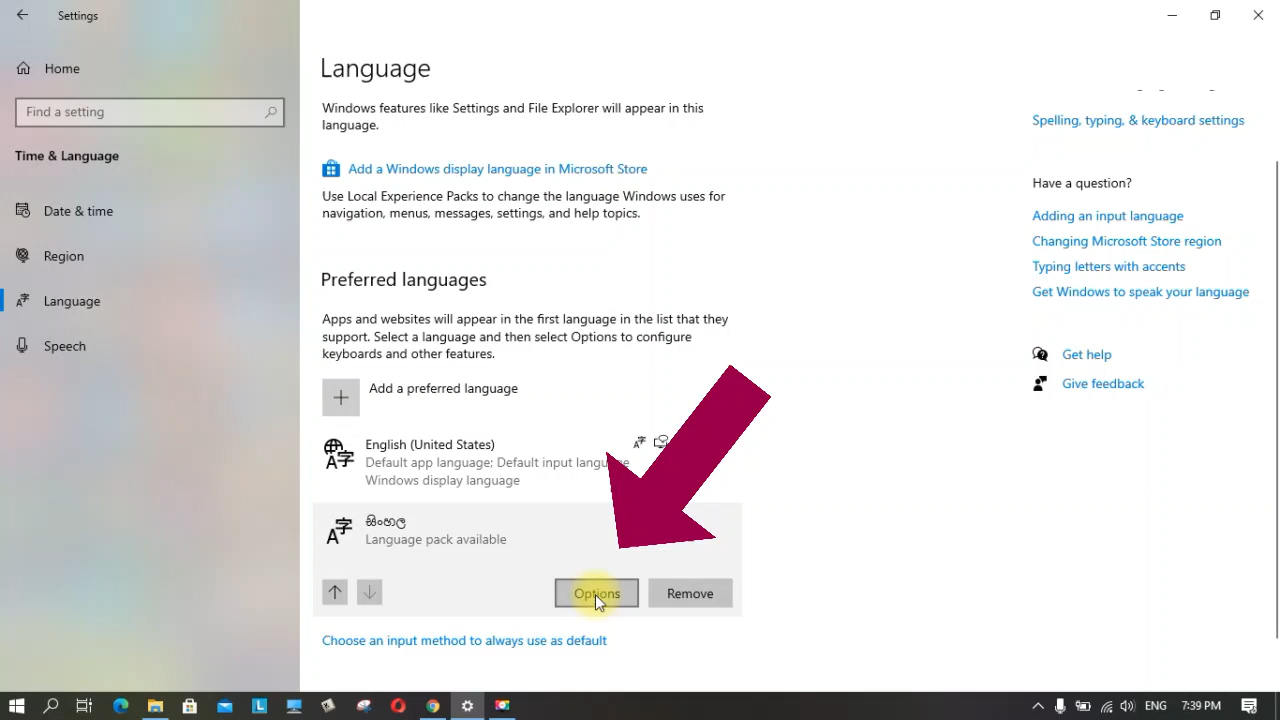 Settings
Home
Find a setting
Time & Language
Date & time
Region
Language
Speech
Language
Windows features like Settings and File Explorer will appear in this
language.
Add a Windows display language in Microsoft Store
Use Local Experience Packs to change the language Windows uses for
navigation, menus, messages, settings, and help topics.
Preferred languages
Apps and websites will appear in the first language in the list that they
support. Select a language and then select Options to configure
keyboards and other features.
Add a preferred language
English (United States)
Default app language; Default input language
Windows display language
සිංහල
Language pack available
Options
Remove
Choose an input method to always use as default
Spelling, typing, & keyboard settings
Have a question?
Adding an input language
Changing Microsoft Store region
Typing letters with accents
Get Windows to speak your language
Get help
Give feedback
ENG
7:39 PM